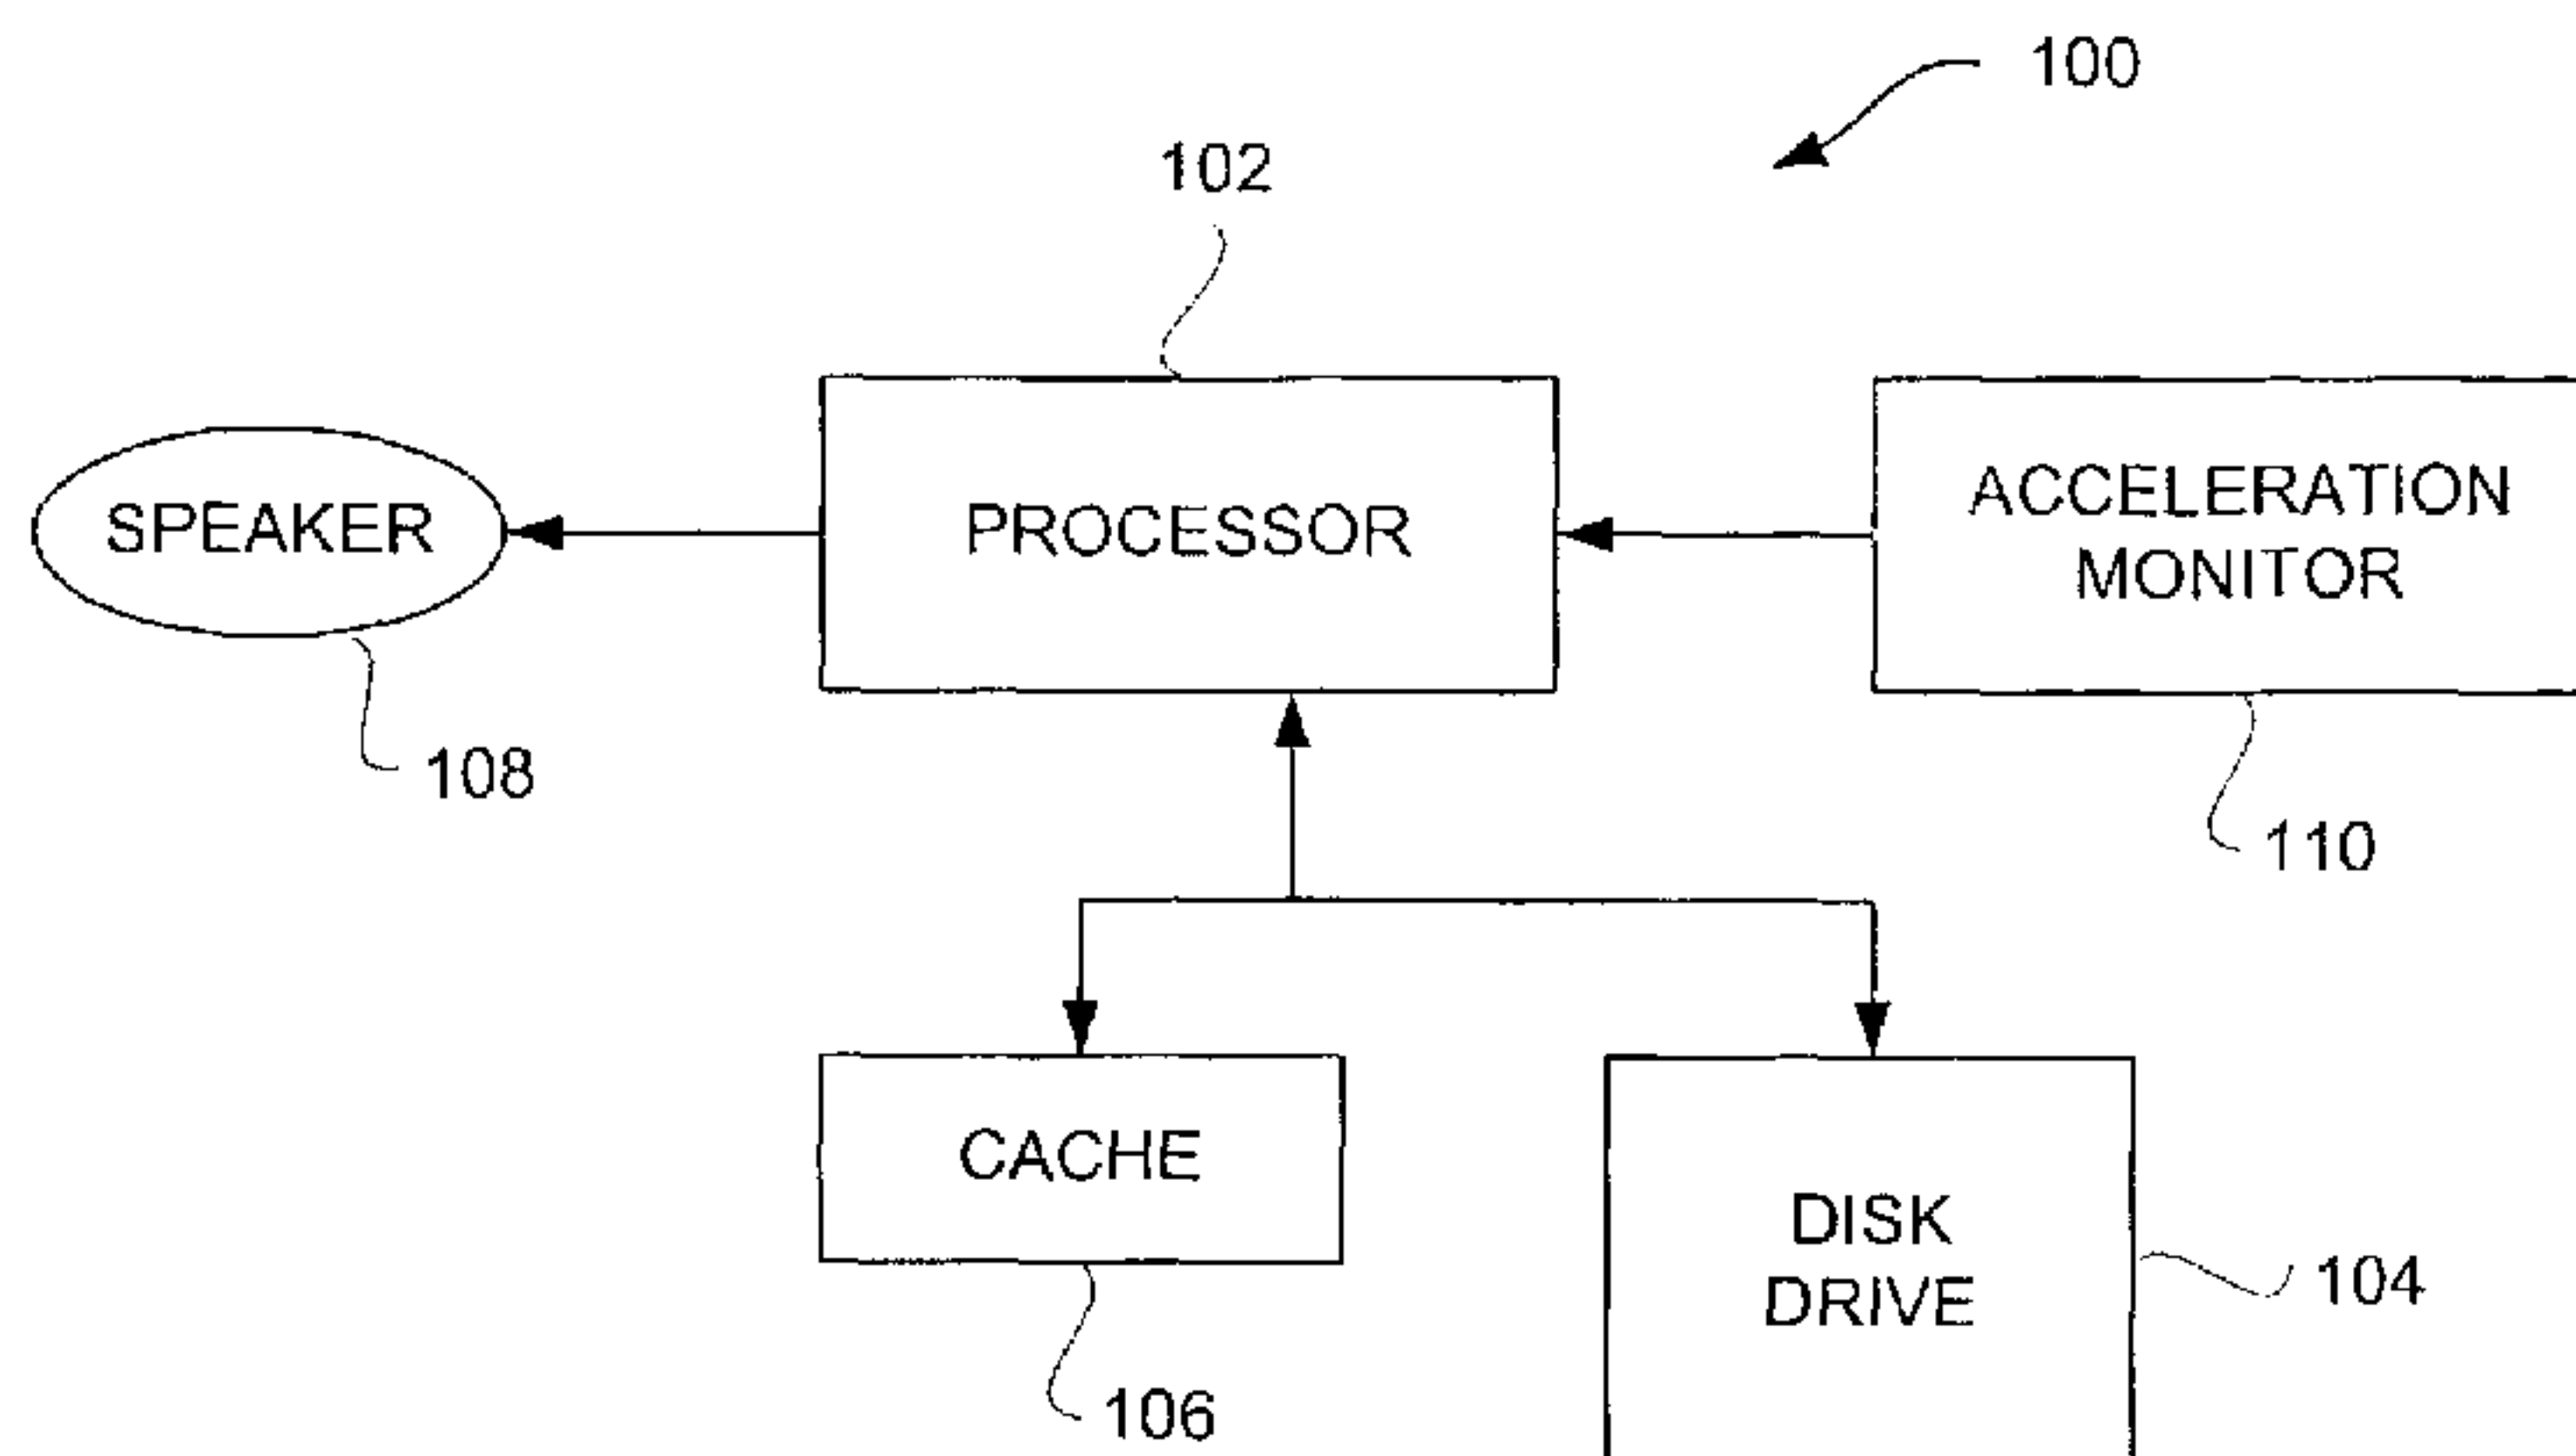 100
102
SPEAKER
PROCESSOR
ACCELERATION
MONITOR
108
110
CACHE
DISK
DRIVE
104
106